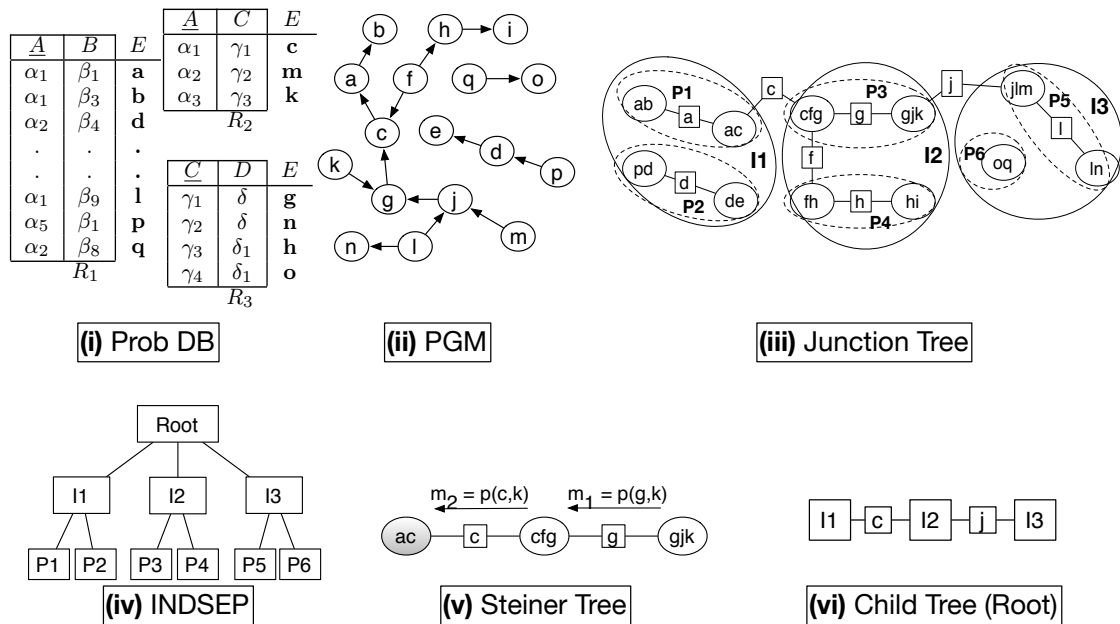 A B E
α1 β1 a
α1 β3 b
α2 β4 d
. . .
. . .
α1 β9 l
α5 β1 p
α2 β8 q
R1
A C E
α1 γ1 c
α2 γ2 m
α3 γ3 k
R2
C D E
γ1 δ g
γ2 δ n
γ3 δ1 h
γ4 δ1 o
R3
(i) Prob DB
b
h
i
a
f
q
o
c
e
d
p
k
g
j
n
l
m
(ii) PGM
ab
P1
a
ac
c
pd
d
P2
de
I1
P3
cfg
g
gjk
f
I2
fh
h
hi
P4
j
jlm
P5
I3
l
P6
oq
ln
(iii) Junction Tree
Root
I1 I2 I3
P1 P2 P3 P4 P5 P6
(iv) INDSEP
m2 = p(c,k) m1 = p(g,k)
ac c cfg g gjk
(v) Steiner Tree
I1 c I2 j I3
(vi) Child Tree (Root)